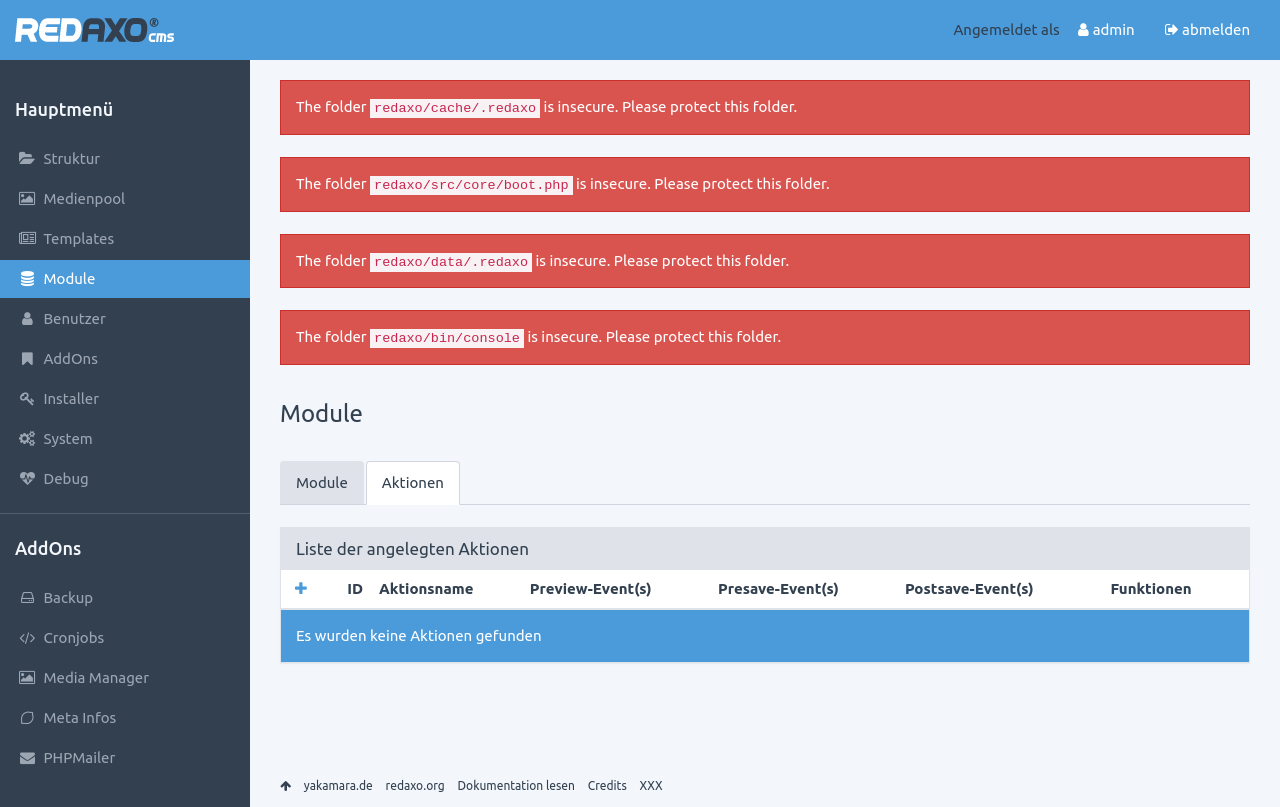 REDAXO® cms
Angemeldet als admin abmelden
Hauptmenü
Struktur
Medienpool
Templates
Module
Benutzer
AddOns
Installer
System
Debug
AddOns
Backup
Cronjobs
Media Manager
Meta Infos
PHPMailer
The folder redaxo/cache/.redaxo is insecure. Please protect this folder.
The folder redaxo/src/core/boot.php is insecure. Please protect this folder.
The folder redaxo/data/.redaxo is insecure. Please protect this folder.
The folder redaxo/bin/console is insecure. Please protect this folder.
Module
Module Aktionen
Liste der angelegten Aktionen
ID Aktionsname Preview-Event(s) Presave-Event(s) Postsave-Event(s) Funktionen
Es wurden keine Aktionen gefunden
yakamara.de redaxo.org Dokumentation lesen Credits XXX